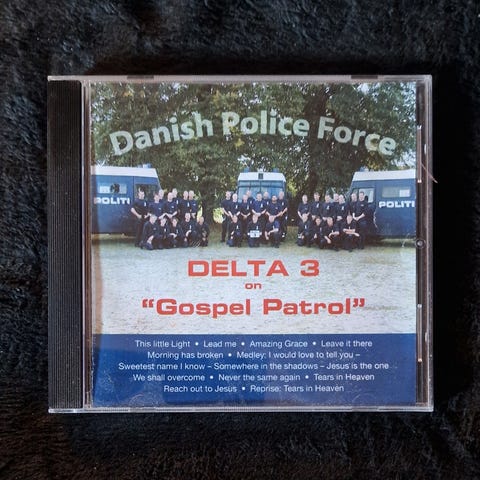 Danish Police Force
POLITI
POLITI
DELTA 3
on
“Gospel Patrol”
This little Light • Lead me • Amazing Grace • Leave it there
Morning has broken • Medley: I would love to tell you –
Sweetest name I know – Somewhere in the shadows – Jesus is the one
We shall overcome • Never the same again • Tears in Heaven
Reach out to Jesus • Reprise: Tears in Heaven